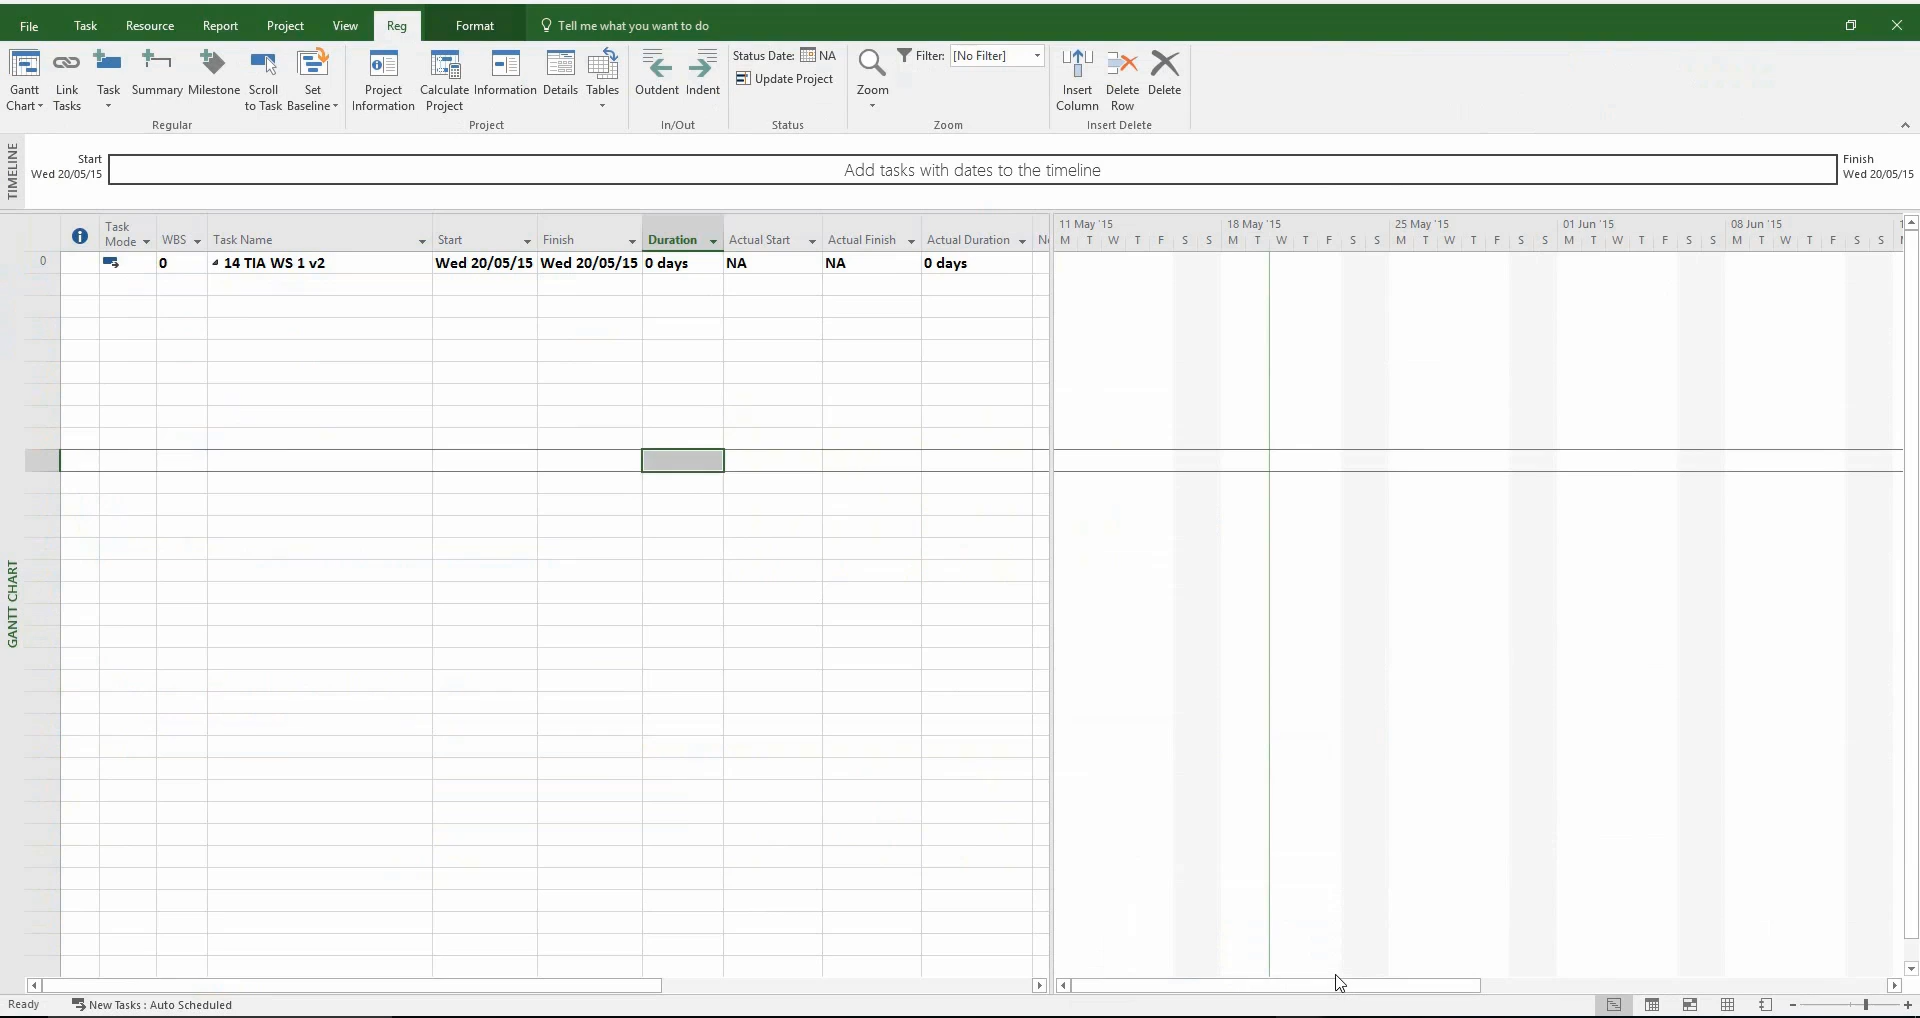 File Task Resource Report Project View Reg Format Tell me what you want to do
Gantt Chart Link Tasks Task Summary Milestone Scroll to Task Set Baseline Project Information Calculate Project Information Details Tables Outdent Indent Status Date: NA Update Project Zoom Filter: [No Filter] Insert Column Delete Row Delete
Regular Project In/Out Status Zoom Insert Delete
TIMELINE
Start
Wed 20/05/15
Add tasks with dates to the timeline
Finish
Wed 20/05/15
Task Mode WBS Task Name Start Finish Duration Actual Start Actual Finish Actual Duration
11 May '15 18 May '15 25 May '15 01 Jun '15 08 Jun '15
M T W T F S S M T W T F S S M T W T F S S M T W T F S S M T W T F S S
0 0 14 TIA WS 1 v2 Wed 20/05/15 Wed 20/05/15 0 days NA NA 0 days
GANTT CHART
Ready New Tasks : Auto Scheduled